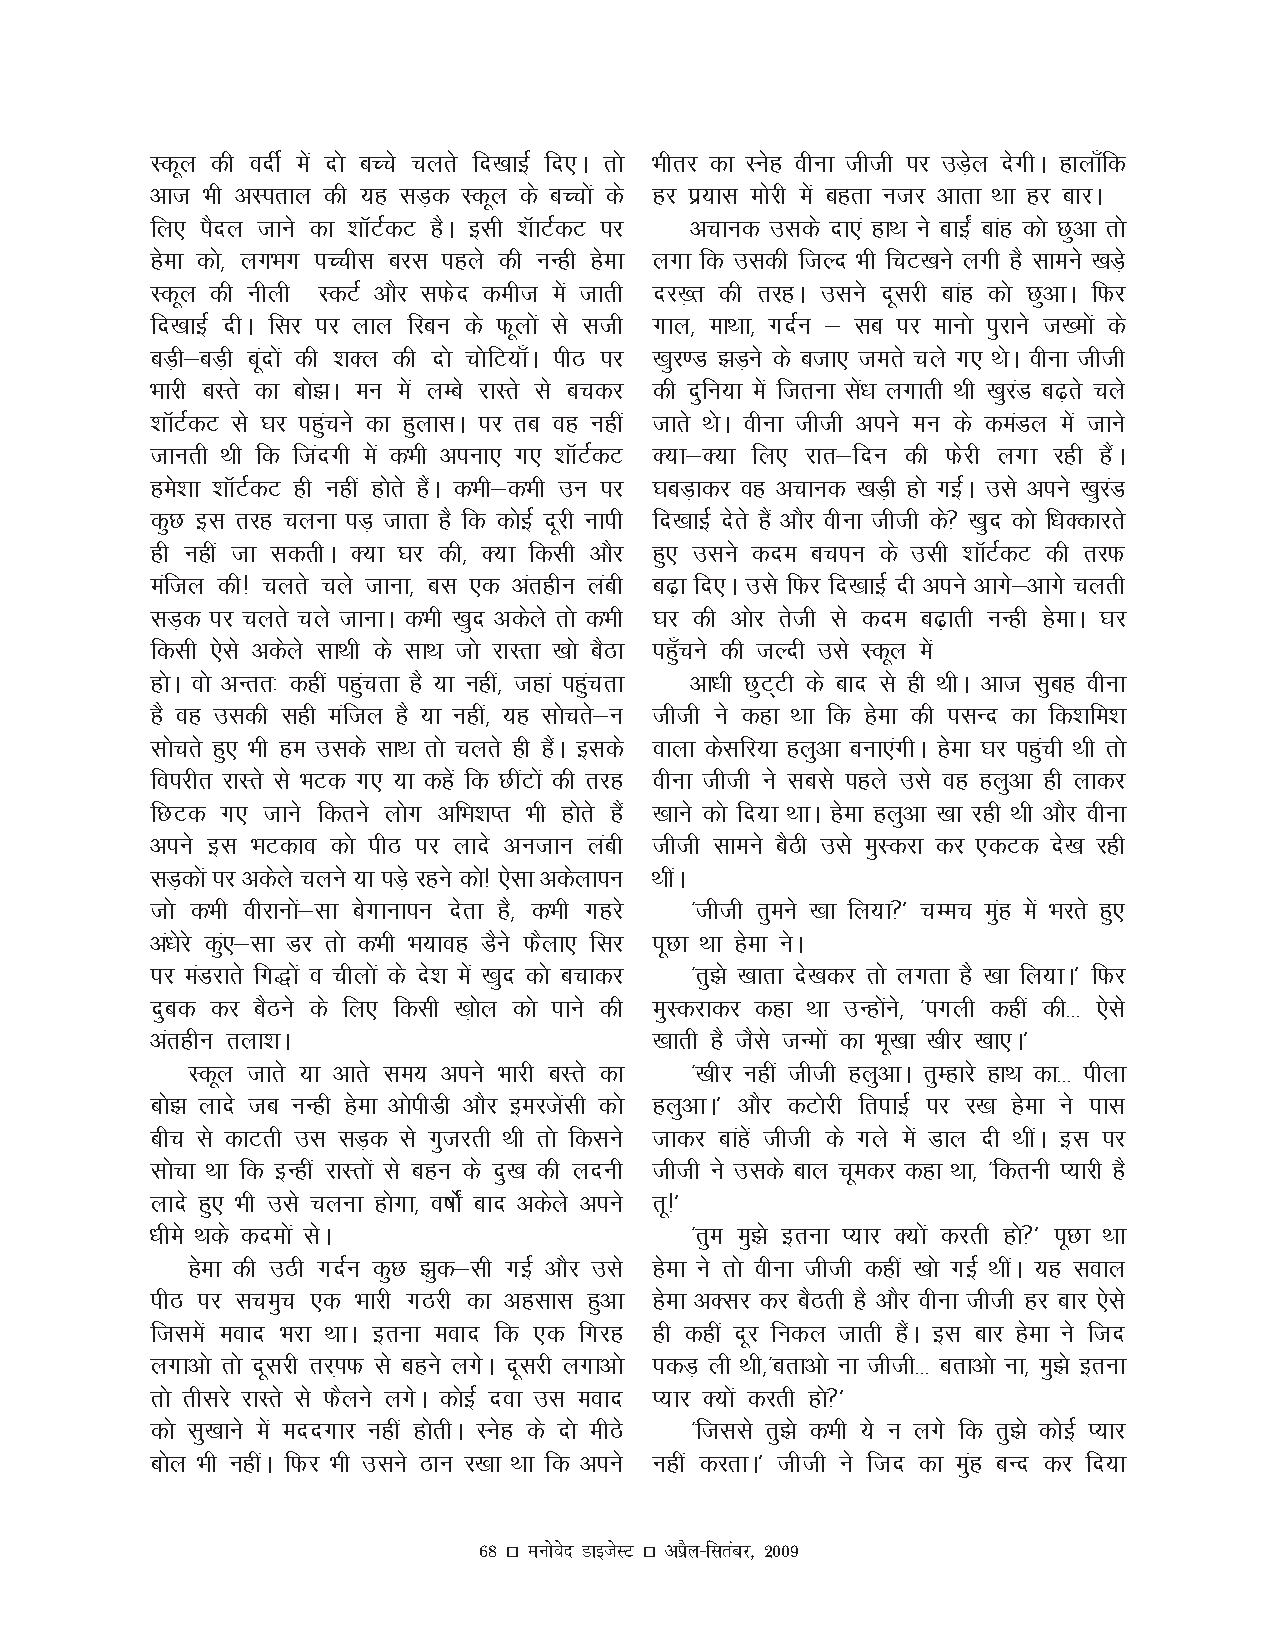 स्कूल की वर्दी में दो बच्चे चलते दिखाई दिए। तो
आज भी अस्पताल की यह सड़क स्कूल के बच्चों के
लिए पैदल जाने का शॉर्टकट है। इसी शॉर्टकट पर
हेमा को, लगभग पच्चीस बरस पहले की नन्ही हेमा
स्कूल की नीली स्कर्ट और सफेद कमीज में जाती
दिखाई दी। सिर पर लाल रिबन के फूलों से सजी
बड़ी–बड़ी बूंदों की शक्ल की दो चोटियाँ। पीठ पर
भारी बस्ते का बोझ। मन में लम्बे रास्ते से बचकर
शॉर्टकट से घर पहुंचने का हुलास। पर तब वह नहीं
जानती थी कि जिंदगी में कभी अपनाए गए शॉर्टकट
हमेशा शॉर्टकट ही नहीं होते हैं। कभी–कभी उन पर
कुछ इस तरह चलना पड़ जाता है कि कोई दूरी नापी
ही नहीं जा सकती। क्या घर की, क्या किसी और
मंजिल की! चलते चले जाना, बस एक अंतहीन लंबी
सड़क पर चलते चले जाना। कभी खुद अकेले तो कभी
किसी ऐसे अकेले साथी के साथ जो रास्ता खो बैठा
हो। वो अन्ततः कहीं पहुंचता है या नहीं, जहां पहुंचता
है वह उसकी सही मंजिल है या नहीं, यह सोचते–न
सोचते हुए भी हम उसके साथ तो चलते ही हैं। इसके
विपरीत रास्ते से भटक गए या कहें कि छींटों की तरह
छिटक गए जाने कितने लोग अभिशप्त भी होते हैं
अपने इस भटकाव को पीठ पर लादे अनजान लंबी
सड़कों पर अकेले चलने या पड़े रहने को! ऐसा अकेलापन
जो कभी वीरानों–सा बेगानापन देता है, कभी गहरे
अंधेरे कुंए–सा डर तो कभी भयावह डैने फैलाए सिर
पर मंडराते गिद्धों व चीलों के देश में खुद को बचाकर
दुबक कर बैठने के लिए किसी खो़ल को पाने की
अंतहीन तलाश।
स्कूल जाते या आते समय अपने भारी बस्ते का
बोझ लादे जब नन्ही हेमा ओपीडी और इमरजेंसी को
बीच से काटती उस सड़क से गुजरती थी तो किसने
सोचा था कि इन्हीं रास्तों से बहन के दुख की लदनी
लादे हुए भी उसे चलना होगा, वर्षों बाद अकेले अपने
धीमे थके कदमों से।
हेमा की उठी गर्दन कुछ झुक–सी गई और उसे
पीठ पर सचमुच एक भारी गठरी का अहसास हुआ
जिसमें मवाद भरा था। इतना मवाद कि एक गिरह
लगाओ तो दूसरी तर.फ से बहने लगे। दूसरी लगाओ
तो तीसरे रास्ते से फैलने लगे। कोई दवा उस मवाद
को सुखाने में मददगार नहीं होती। स्नेह के दो मीठे
बोल भी नहीं। फिर भी उसने ठान रखा था कि अपने
भीतर का स्नेह वीना जीजी पर उड़ेल देगी। हालाँकि
हर प्रयास मोरी में बहता नजर आता था हर बार।
अचानक उसके दाएं हाथ ने बाईं बांह को छुआ तो
लगा कि उसकी जिल्द भी चिटखने लगी है सामने खड़े
दरख़्त की तरह। उसने दूसरी बांह को छुआ। फिर
गाल, माथा, गर्दन – सब पर मानो पुराने जख्मों के
खुरण्ड झड़ने के बजाए जमते चले गए थे। वीना जीजी
की दुनिया में जितना सेंध लगाती थी खुरंड बढ़ते चले
जाते थे। वीना जीजी अपने मन के कमंडल में जाने
क्या–क्या लिए रात–दिन की फेरी लगा रही हैं।
घबड़ाकर वह अचानक खड़ी हो गई। उसे अपने खुरंड
दिखाई देते हैं और वीना जीजी के? खुद को धिक्कारते
हुए उसने कदम बचपन के उसी शॉर्टकट की तरफ
बढ़ा दिए। उसे फिर दिखाई दी अपने आगे–आगे चलती
घर की ओर तेजी से कदम बढ़ाती नन्ही हेमा। घर
पहुँचने की जल्दी उसे स्कूल में
आधी छुट्टी के बाद से ही थी। आज सुबह वीना
जीजी ने कहा था कि हेमा की पसन्द का किशमिश
वाला केसरिया हलुआ बनाएंगी। हेमा घर पहुंची थी तो
वीना जीजी ने सबसे पहले उसे वह हलुआ ही लाकर
खाने को दिया था। हेमा हलुआ खा रही थी और वीना
जीजी सामने बैठी उसे मुस्करा कर एकटक देख रही
थीं।
'जीजी तुमने खा लिया?' चम्मच मुंह में भरते हुए
पूछा था हेमा ने।
'तुझे खाता देखकर तो लगता है खा लिया।' फिर
मुस्कराकर कहा था उन्होंने, 'पगली कहीं की... ऐसे
खाती है जैसे जन्मों का भूखा खीर खाए।'
'खीर नहीं जीजी हलुआ। तुम्हारे हाथ का... पीला
हलुआ।' और कटोरी तिपाई पर रख हेमा ने पास
जाकर बांहें जीजी के गले में डाल दी थीं। इस पर
जीजी ने उसके बाल चूमकर कहा था, 'कितनी प्यारी है
तू!'
'तुम मुझे इतना प्यार क्यों करती हो?' पूछा था
हेमा ने तो वीना जीजी कहीं खो गई थीं। यह सवाल
हेमा अक्सर कर बैठती है और वीना जीजी हर बार ऐसे
ही कहीं दूर निकल जाती हैं। इस बार हेमा ने जिद
पकड़ ली थी,'बताओ ना जीजी... बताओ ना, मुझे इतना
प्यार क्यों करती हो?'
'जिससे तुझे कभी ये न लगे कि तुझे कोई प्यार
नहीं करता।' जीजी ने जिद का मुंह बन्द कर दिया
68 □ मनोवेद डाइजेस्ट □ अप्रैल-सितंबर, 2009